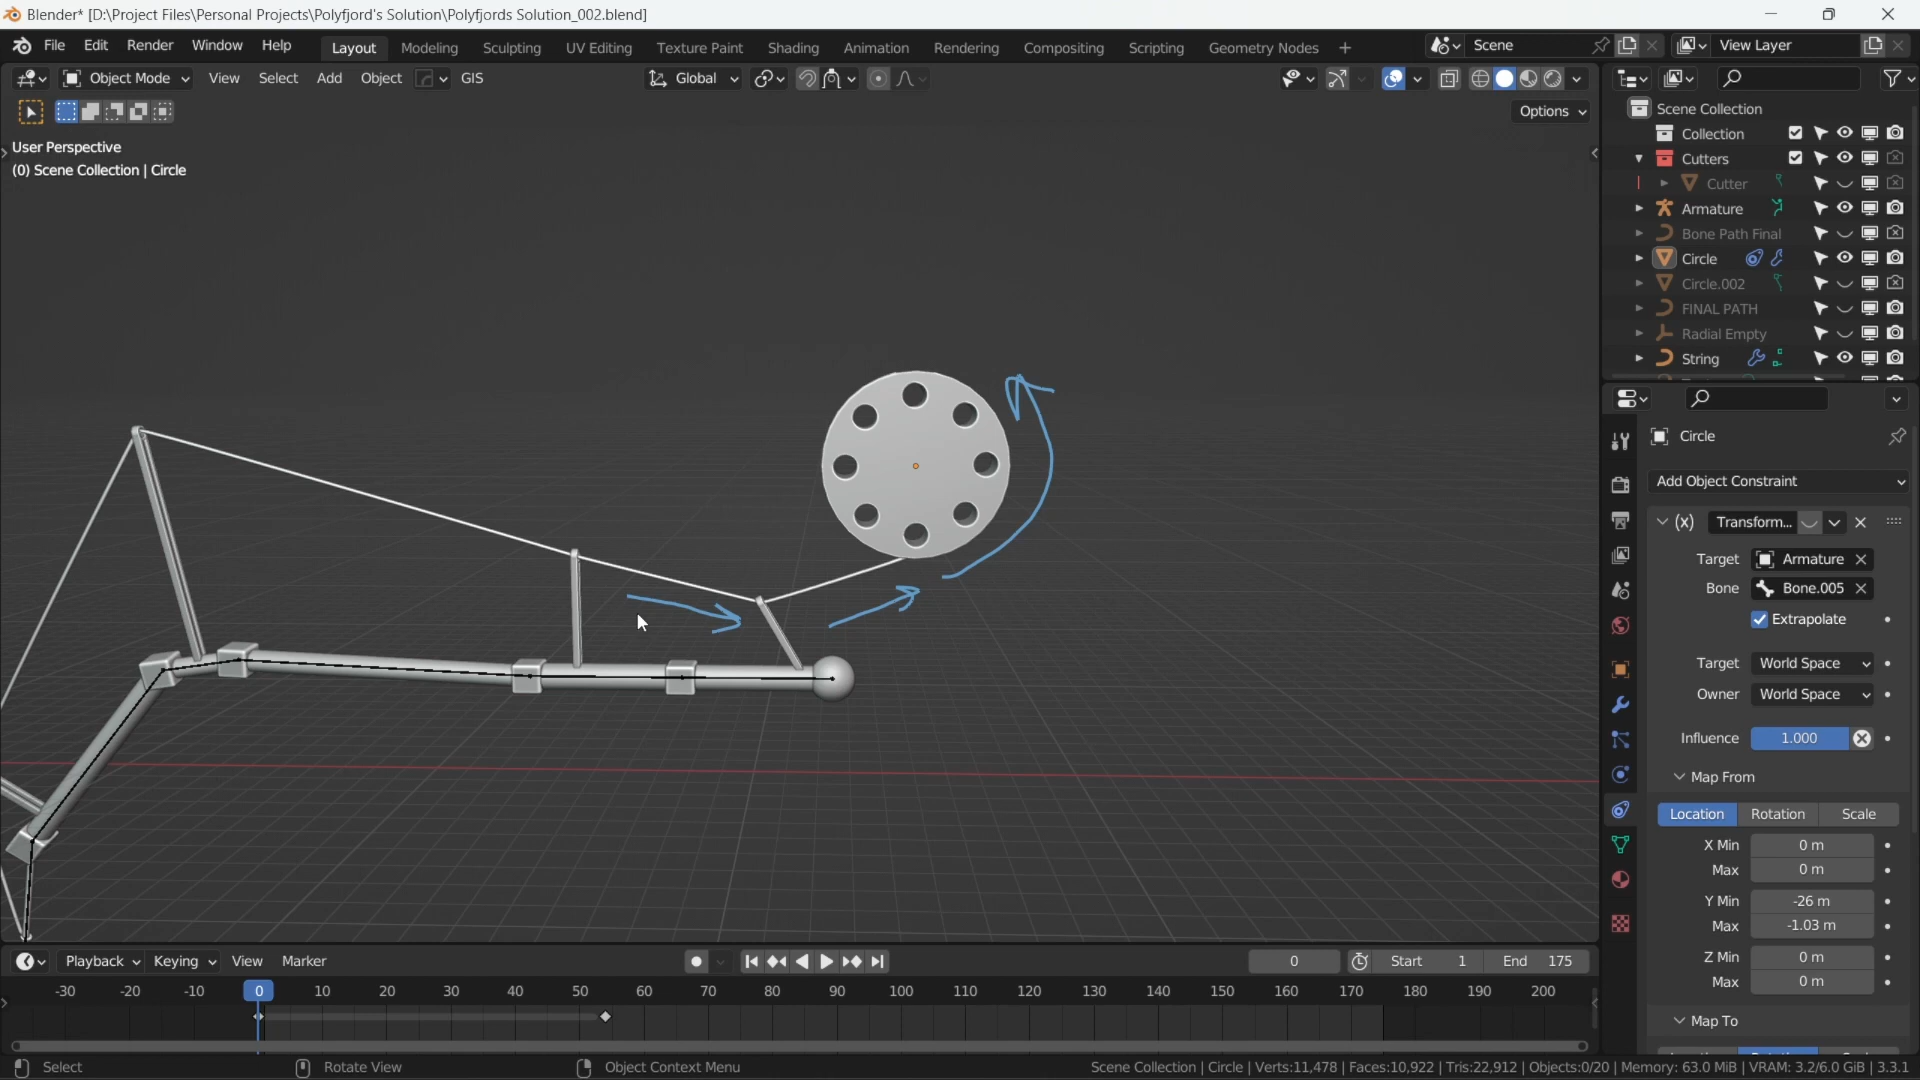 Blender* [D:\Project Files\Personal Projects\Polyfjord's Solution\Polyfjords Solution_002.blend]
File Edit Render Window Help Layout Modeling Sculpting UV Editing Texture Paint Shading Animation Rendering Compositing Scripting Geometry Nodes + Scene View Layer
Object Mode View Select Add Object GIS Global
Options
User Perspective
(0) Scene Collection | Circle
Scene Collection
Collection
Cutters
Cutter
Armature
Bone Path Final
Circle
Circle.002
FINAL PATH
Radial Empty
String
Circle
Add Object Constraint
(x) Transform...
Target Armature
Bone Bone.005
Extrapolate
Target World Space
Owner World Space
Influence 1.000
Map From
Location Rotation Scale
X Min 0 m
Max 0 m
Y Min -26 m
Max -1.03 m
Z Min 0 m
Max 0 m
Map To
Playback Keying View Marker 0 Start 1 End 175
-30 -20 -10 0 10 20 30 40 50 60 70 80 90 100 110 120 130 140 150 160 170 180 190 200
Select Rotate View Object Context Menu Scene Collection | Circle | Verts:11,478 | Faces:10,922 | Tris:22,912 | Objects:0/20 | Memory: 63.0 MiB | VRAM: 3.2/6.0 GiB | 3.3.1